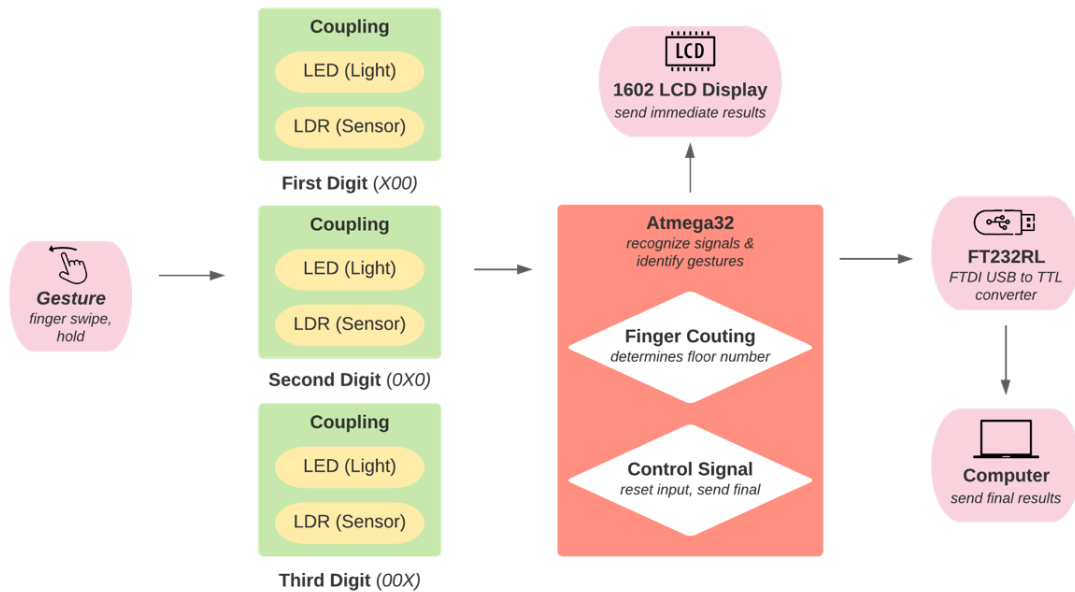 Gesture
finger swipe,
hold
Coupling
LED (Light)
LDR (Sensor)
First Digit (X00)
Coupling
LED (Light)
LDR (Sensor)
Second Digit (0X0)
Coupling
LED (Light)
LDR (Sensor)
Third Digit (00X)
LCD
1602 LCD Display
send immediate results
Atmega32
recognize signals &
identify gestures
Finger Couting
determines floor number
Control Signal
reset input, send final
FT232RL
FTDI USB to TTL
converter
Computer
send final results